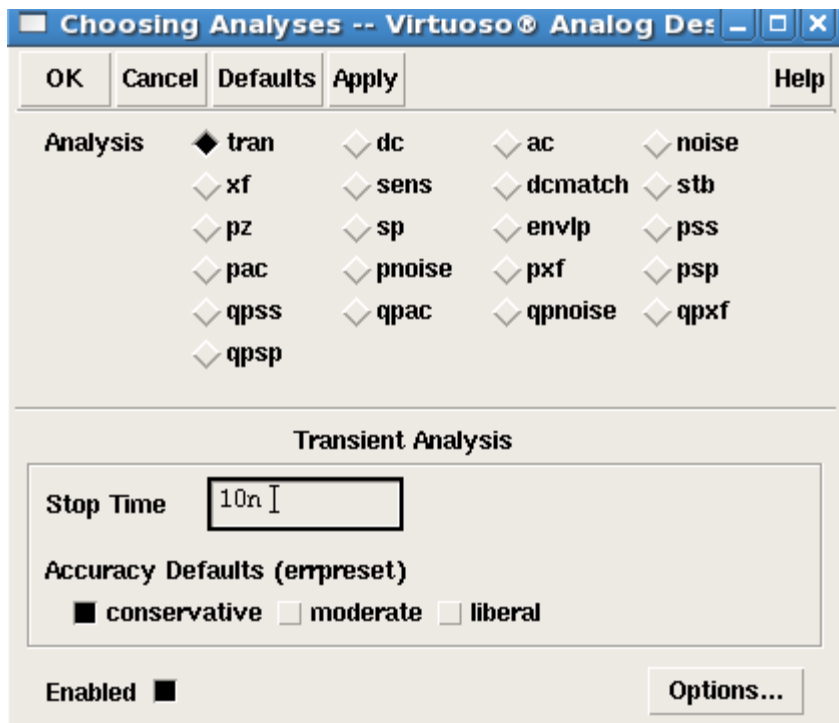 Choosing Analyses -- Virtuoso® Analog Des
OK Cancel Defaults Apply Help
Analysis tran dc ac noise
xf sens dcmatch stb
pz sp envlp pss
pac pnoise pxf psp
qpss qpac qpnoise qpxf
qpsp
Transient Analysis
Stop Time 10n
Accuracy Defaults (errpreset)
conservative moderate liberal
Enabled Options...